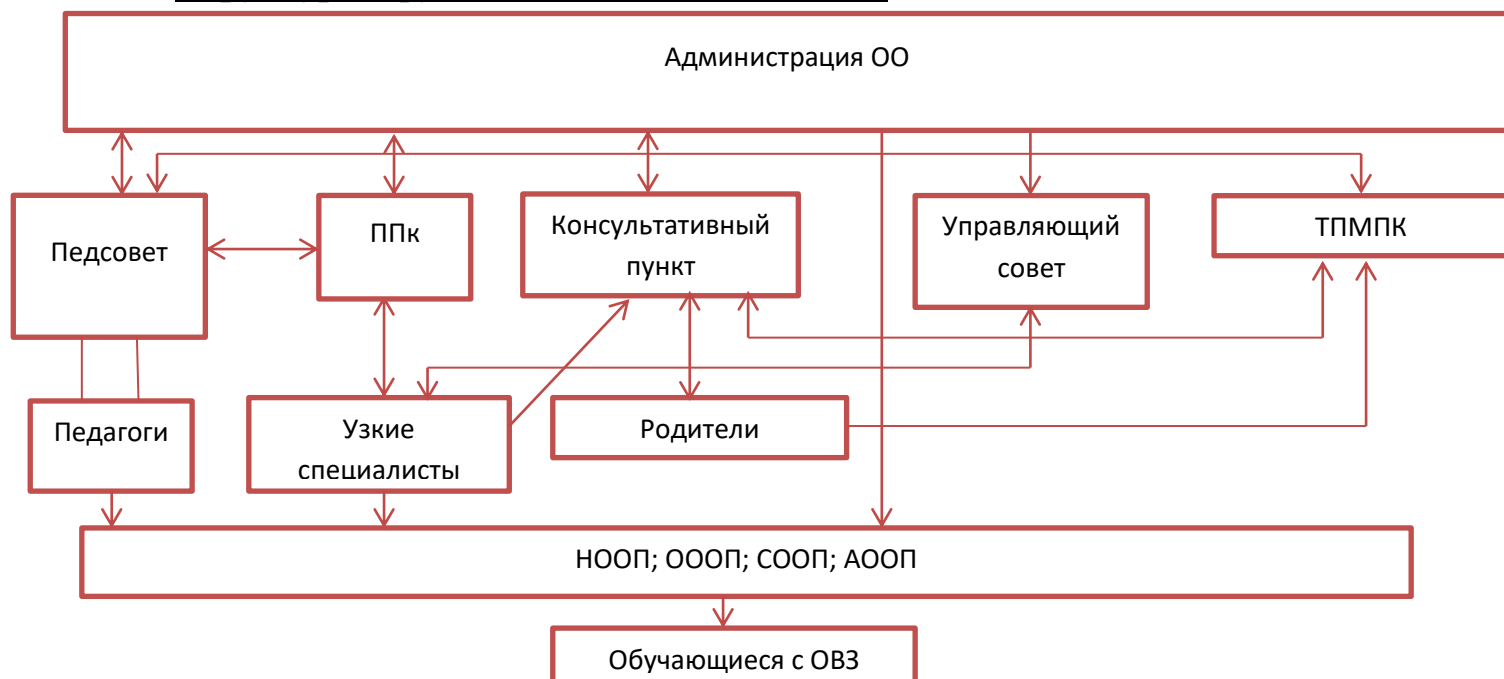 Администрация ОО
Педсовет
ППк
Консультативный
пункт
Управляющий
совет
ТПМПК
Педагоги
Узкие
специалисты
Родители
НООП; ОООП; СООП; АООП
Обучающиеся с ОВЗ